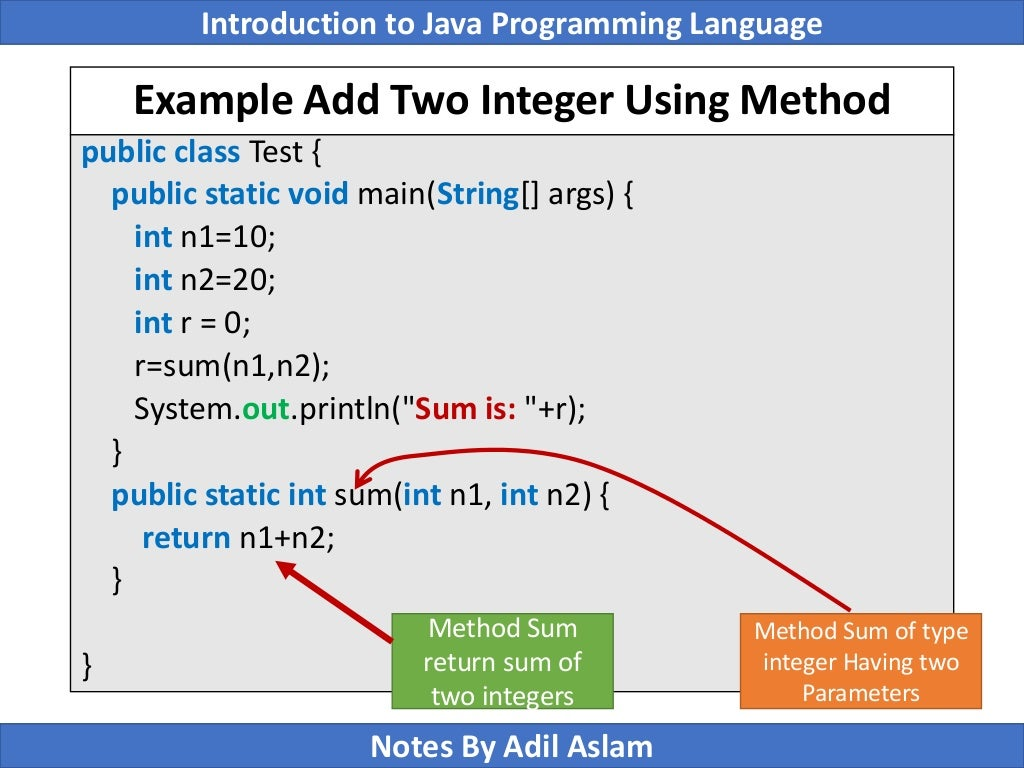 Introduction to Java Programming Language
Example Add Two Integer Using Method
public class Test {
public static void main(String[] args) {
int n1=10;
int n2=20;
int r = 0;
r=sum(n1,n2);
System.out.println("Sum is: "+r);
}
public static int sum(int n1, int n2) {
return n1+n2;
}
}
Method Sum
return sum of
two integers
Method Sum of type
integer Having two
Parameters
Notes By Adil Aslam